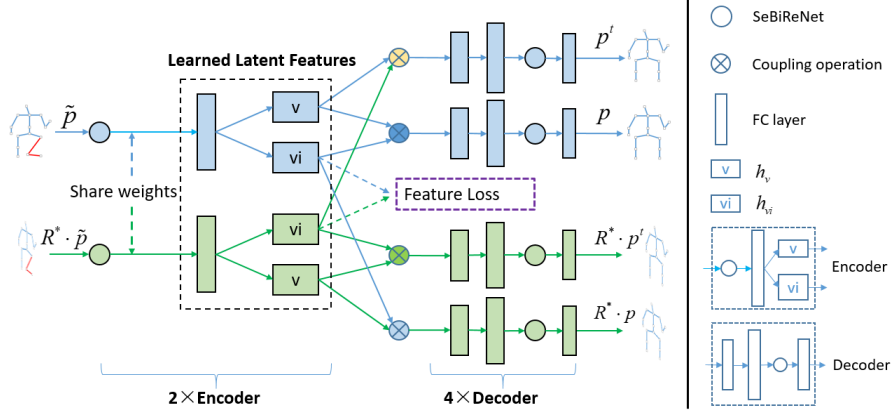 Learned Latent Features
p̃
v
vi
Share weights
R* · p̃
vi
v
Feature Loss
p^t
p
R* · p^t
R* · p
2×Encoder
4×Decoder
SeBiReNet
Coupling operation
FC layer
v h_v
vi h_vi
v
vi
Encoder
Decoder